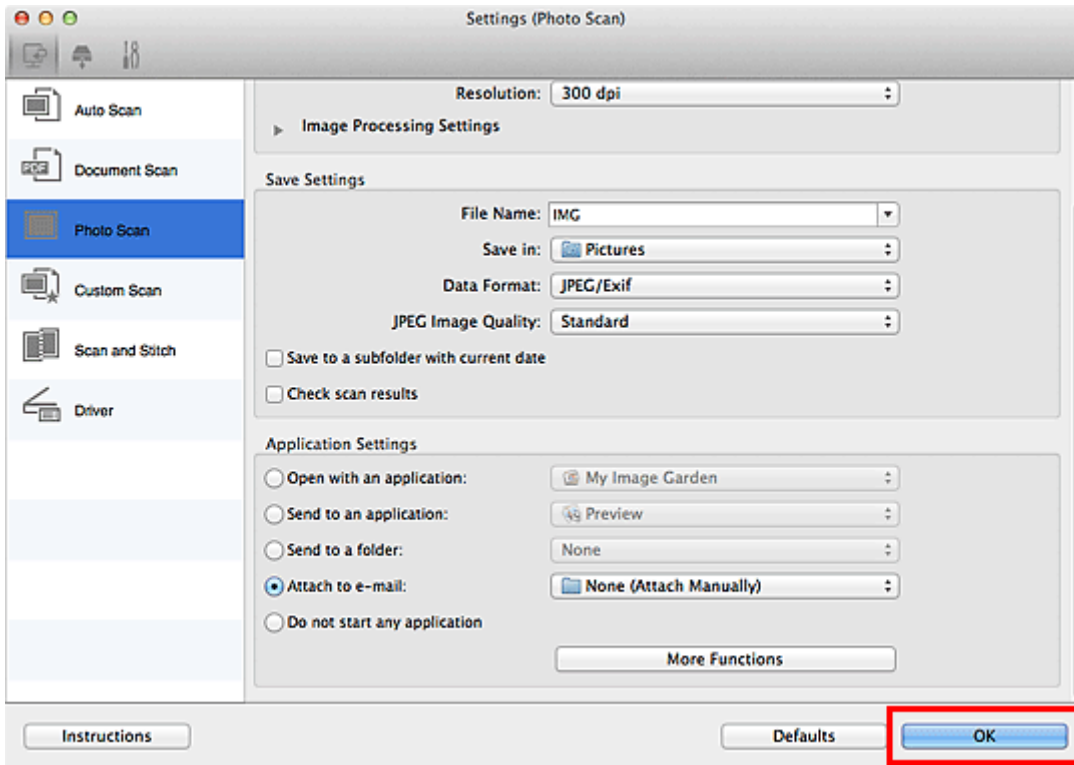 Settings (Photo Scan)
Auto Scan
Document Scan
Photo Scan
Custom Scan
Scan and Stitch
Driver
Resolution: 300 dpi
Image Processing Settings
Save Settings
File Name: IMG
Save in: Pictures
Data Format: JPEG/Exif
JPEG Image Quality: Standard
Save to a subfolder with current date
Check scan results
Application Settings
Open with an application: My Image Garden
Send to an application: Preview
Send to a folder: None
Attach to e-mail: None (Attach Manually)
Do not start any application
More Functions
Instructions Defaults OK